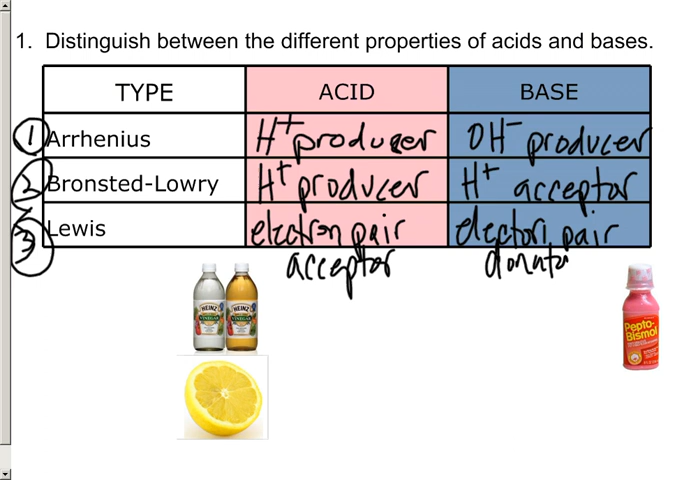 1. Distinguish between the different properties of acids and bases.
TYPE ACID BASE
1 Arrhenius H+ producer OH− producer
2 Bronsted-Lowry H+ producer H+ acceptor
3 Lewis electron pair acceptor electori pair donator
HEINZ HEINZ
VINEGAR VINEGAR
Pepto-
Bismol